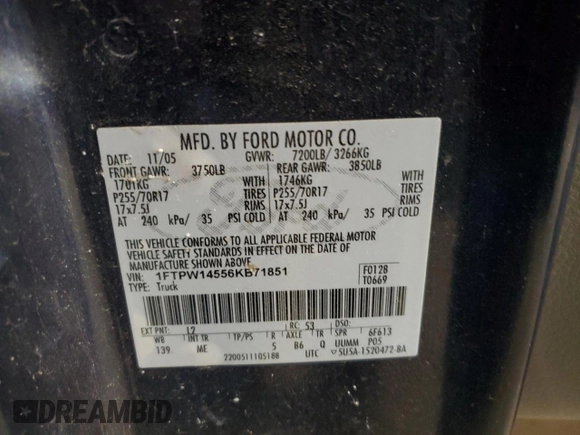 MFD. BY FORD MOTOR CO.
DATE: 11/05 GVWR: 7200LB/ 3266KG
FRONT GAWR: 3750LB REAR GAWR: 3850LB
1701KG WITH 1746KG WITH
P255/70R17 TIRES P255/70R17 TIRES
17x7.5J RIMS 17x7.5J RIMS
AT 240 kPa/ 35 PSI COLD AT 240 kPa/ 35 PSI COLD
THIS VEHICLE CONFORMS TO ALL APPLICABLE FEDERAL MOTOR
VEHICLE SAFETY STANDARDS IN EFFECT ON THE DATE OF
MANUFACTURE SHOWN ABOVE.
VIN: 1FTPW14556KB71851
TYPE: Truck
F0128
T0669
EXT PNT: L2 RC: 53 DSO:
WB INT TR TP/PS R AXLE TR SPR 6F613
139 ME 5 B6 Q UUMM P05
2200511105188 UTC SUSA-1520472-BA
DREAMBID